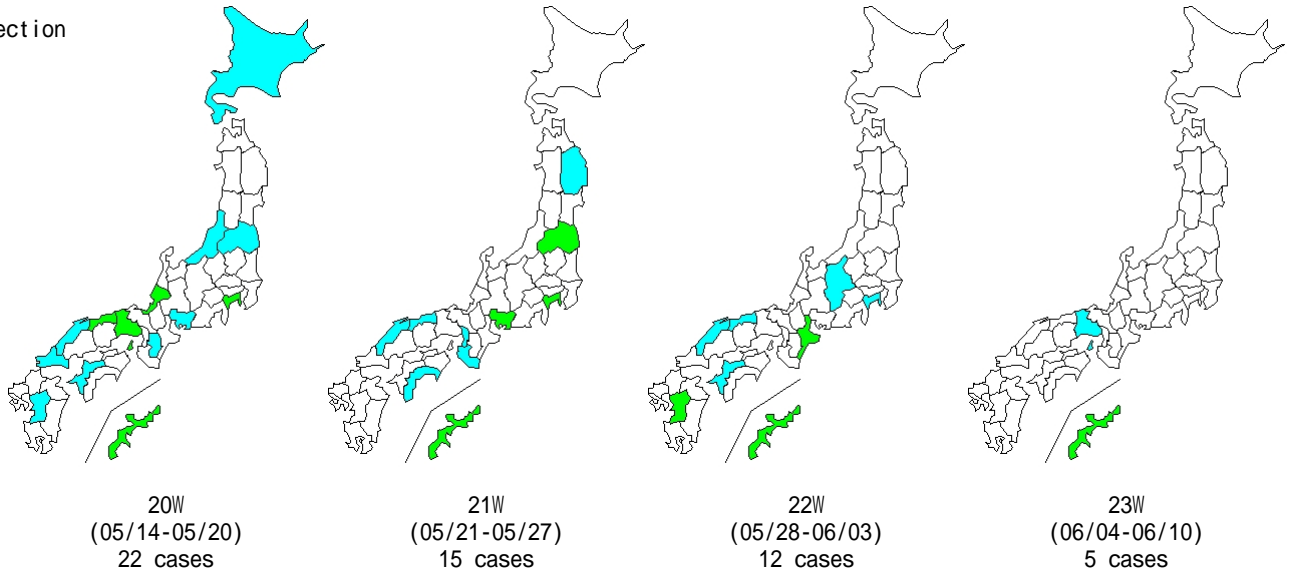 ection
20W
(05/14-05/20)
22 cases
21W
(05/21-05/27)
15 cases
22W
(05/28-06/03)
12 cases
23W
(06/04-06/10)
5 cases